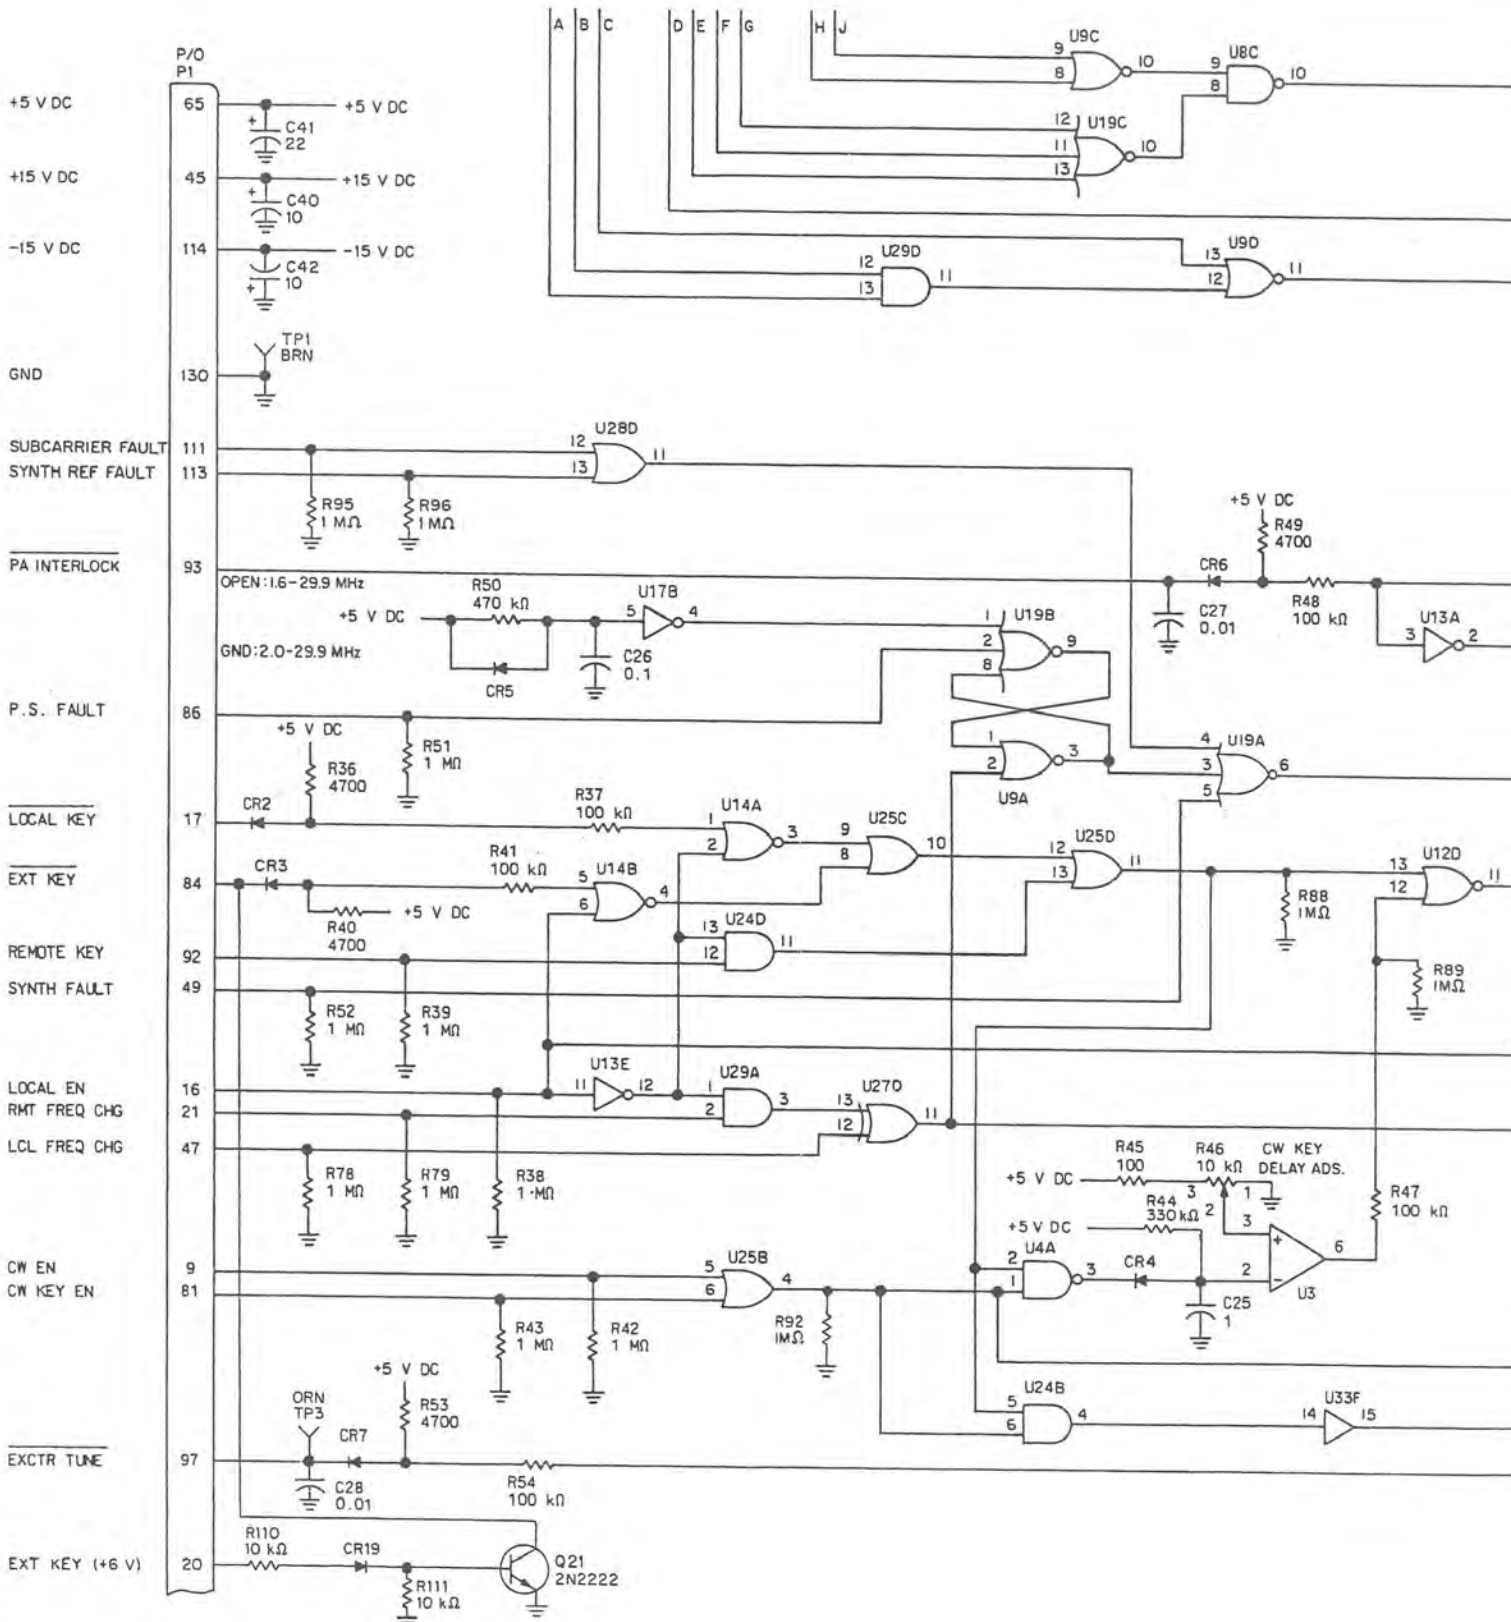 A B C D E F G H J
P/O
P1
+5 V DC 65 +5 V DC
+ C41
22
+15 V DC 45 +15 V DC
+ C40
10
-15 V DC 114 -15 V DC
C42
10
+
TP1
BRN
GND 130
9 U9C 10
8
9 U8C 10
8
12 U19C
11 10
13
U29D
12 11
13
U9D
13 11
12
SUBCARRIER FAULT 111
SYNTH REF FAULT 113
12 U28D
13 11
R95
1 MΩ
R96
1 MΩ
+5 V DC
R49
4700
PA INTERLOCK 93
OPEN:1.6-29.9 MHz
CR6
R50
470 kΩ
U17B
+5 V DC 5 4
1 U19B
2 9
8
C27
0.01
R48
100 kΩ
U13A
3 2
GND:2.0-29.9 MHz
C26
0.1
CR5
P.S. FAULT 86
+5 V DC
R51
1 MΩ
1 3
2
U9A
4 U19A
3 6
5
R36
4700
LOCAL KEY 17
CR2
R37
100 kΩ
U14A
1 3
2
9 U25C
8 10
U25D
12 11
13
U12D
13 11
12
EXT KEY 84
CR3
R41
100 kΩ
U14B
5 4
6
R40
4700
+5 V DC
R88
1MΩ
REMOTE KEY 92
U24D
13 11
12
R89
1MΩ
SYNTH FAULT 49
R52
1 MΩ
R39
1 MΩ
LOCAL EN 16
11 U13E 12
U29A
1 3
2
U27D
13 11
12
RMT FREQ CHG 21
LCL FREQ CHG 47
R78
1 MΩ
R79
1 MΩ
R38
1·MΩ
R45
100
R46
10 kΩ
CW KEY
DELAY ADS.
+5 V DC 3 1
2
R44
330 kΩ
+5 V DC
R47
100 kΩ
3 +
2 -
6
U3
CW EN 9
CW KEY EN 81
5 U25B
6 4
U4A
2 3
1
CR4
C25
1
R43
1 MΩ
R42
1 MΩ
R92
1MΩ
+5 V DC
R53
4700
ORN
TP3
CR7
U24B
5 4
6
U33F
14 15
EXCTR TUNE 97
C28
0.01
R54
100 kΩ
R110
10 kΩ
CR19
EXT KEY (+6 V) 20
Q21
2N2222
R111
10 kΩ